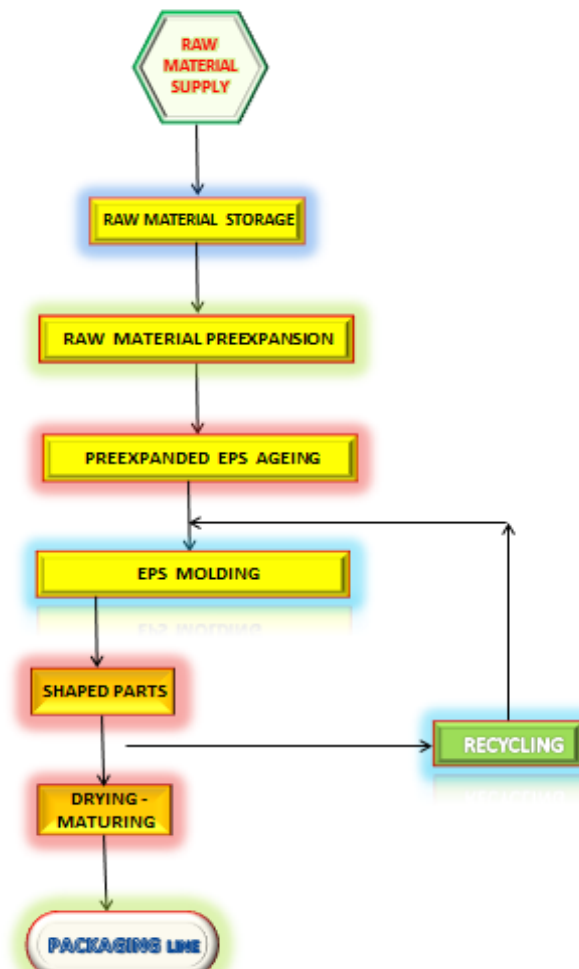 RAW
MATERIAL
SUPPLY
RAW MATERIAL STORAGE
RAW MATERIAL PREEXPANSION
PREEXPANDED EPS AGEING
EPS MOLDING
SHAPED PARTS
RECYCLING
DRYING -
MATURING
PACKAGING LINE